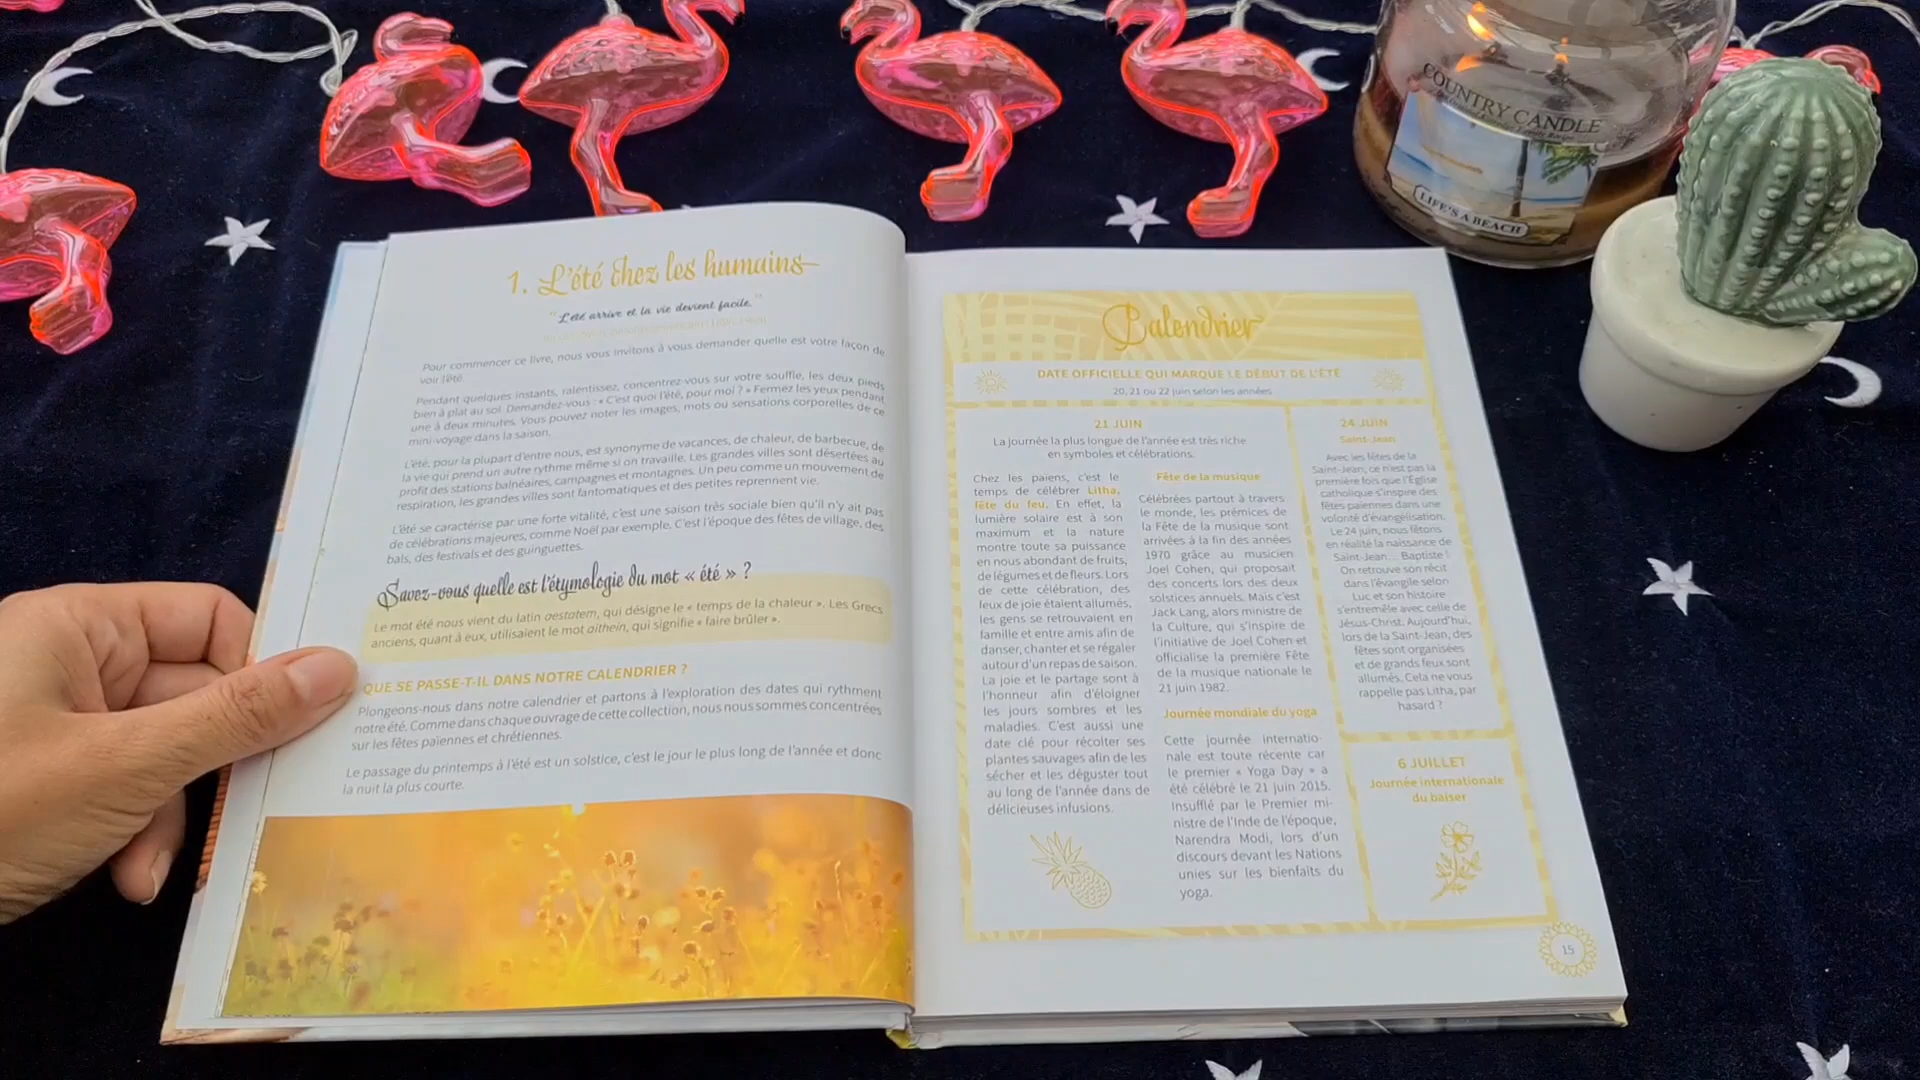 COUNTRY CANDLE
LIFE'S A BEACH
1. L'été chez les humains
"L'été arrive et la vie devient facile."
Pour commencer ce livre, nous vous invitons à vous demander quelle est votre façon de
voir l'été.
Pendant quelques instants, ralentissez, concentrez-vous sur votre souffle, les deux pieds
bien à plat au sol. Demandez-vous : « C'est quoi l'été, pour moi ? » Fermez les yeux pendant
une à deux minutes. Vous pouvez noter les images, mots ou sensations corporelles de ce
mini-voyage dans la saison.
L'été, pour la plupart d'entre nous, est synonyme de vacances, de chaleur, de barbecue, de
la vie qui prend un autre rythme même si on travaille. Les grandes villes sont désertées au
profit des stations balnéaires, campagnes et montagnes. Un peu comme un mouvement de
respiration, les grandes villes sont fantomatiques et des petites reprennent vie.
L'été se caractérise par une forte vitalité, c'est une saison très sociale bien qu'il n'y ait pas
de célébrations majeures, comme Noël par exemple. C'est l'époque des fêtes de village, des
bals, des festivals et des guinguettes.
Savez-vous quelle est l'étymologie du mot « été » ?
Le mot été nous vient du latin aestatem, qui désigne le « temps de la chaleur ». Les Grecs
anciens, quant à eux, utilisaient le mot aithein, qui signifie « faire brûler ».
QUE SE PASSE-T-IL DANS NOTRE CALENDRIER ?
Plongeons-nous dans notre calendrier et partons à l'exploration des dates qui rythment
notre été. Comme dans chaque ouvrage de cette collection, nous nous sommes concentrées
sur les fêtes païennes et chrétiennes.
Le passage du printemps à l'été est un solstice, c'est le jour le plus long de l'année et donc
la nuit la plus courte.
Calendrier
DATE OFFICIELLE QUI MARQUE LE DÉBUT DE L'ÉTÉ
20, 21 ou 22 juin selon les années
21 JUIN
La journée la plus longue de l'année est très riche
en symboles et célébrations.
Chez les païens, c'est le
temps de célébrer Litha,
fête du feu. En effet, la
lumière solaire est à son
maximum et la nature
montre toute sa puissance
en nous abondant de fruits,
de légumes et de fleurs. Lors
de cette célébration, des
feux de joie étaient allumés,
les gens se retrouvaient en
famille et entre amis afin de
danser, chanter et se régaler
autour d'un repas de saison.
La joie et le partage sont à
l'honneur afin d'éloigner
les jours sombres et les
maladies. C'est aussi une
date clé pour récolter ses
plantes sauvages afin de les
sécher et les déguster tout
au long de l'année dans de
délicieuses infusions.
Fête de la musique
Célébrées partout à travers
le monde, les prémices de
la Fête de la musique sont
arrivées à la fin des années
1970 grâce au musicien
Joel Cohen, qui proposait
des concerts lors des deux
solstices annuels. Mais c'est
Jack Lang, alors ministre de
la Culture, qui s'inspire de
l'initiative de Joel Cohen et
officialise la première Fête
de la musique nationale le
21 juin 1982.
Journée mondiale du yoga
Cette journée internatio-
nale est toute récente car
le premier « Yoga Day » a
été célébré le 21 juin 2015.
Insufflé par le Premier mi-
nistre de l'Inde de l'époque,
Narendra Modi, lors d'un
discours devant les Nations
unies sur les bienfaits du
yoga.
24 JUIN
Saint-Jean
Avec les fêtes de la
Saint-Jean, ce n'est pas la
première fois que l'Église
catholique s'inspire des
fêtes païennes dans une
volonté d'évangélisation.
Le 24 juin, nous fêtons
en réalité la naissance de
Saint-Jean... Baptiste !
On retrouve son récit
dans l'évangile selon
Luc et son histoire
s'entremêle avec celle de
Jésus-Christ. Aujourd'hui,
lors de la Saint-Jean, des
fêtes sont organisées
et de grands feux sont
allumés. Cela ne vous
rappelle pas Litha, par
hasard ?
6 JUILLET
Journée internationale
du baiser
15